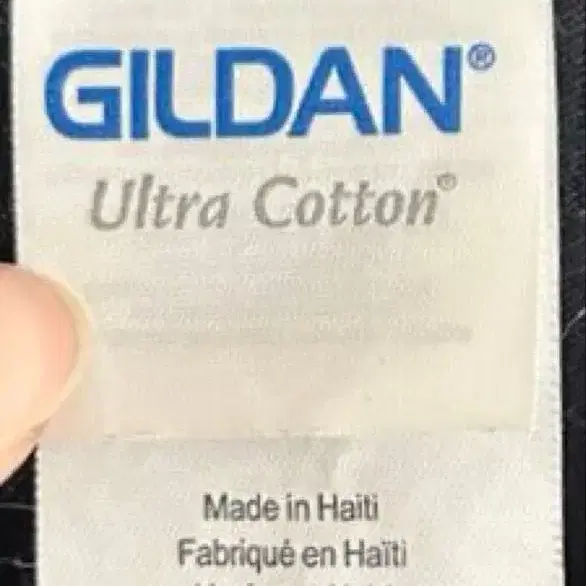 GILDAN®
Ultra Cotton®
Made in Haiti
Fabriqué en Haïti